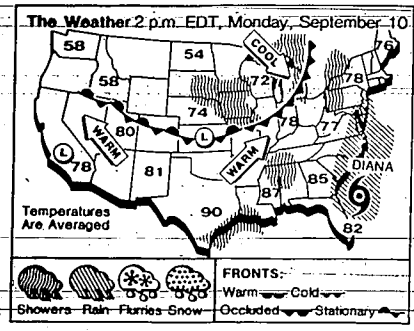 The Weather 2 p.m. EDT, Monday, September 10
58
54
COOL
76
58
72
78
74
WARM
80
L
WARM
78
77
L
78
81
DIANA
87
85
90
82
Temperatures
Are Averaged
Showers Rain Flurries Snow
FRONTS:
Warm Cold
Occluded Stationary